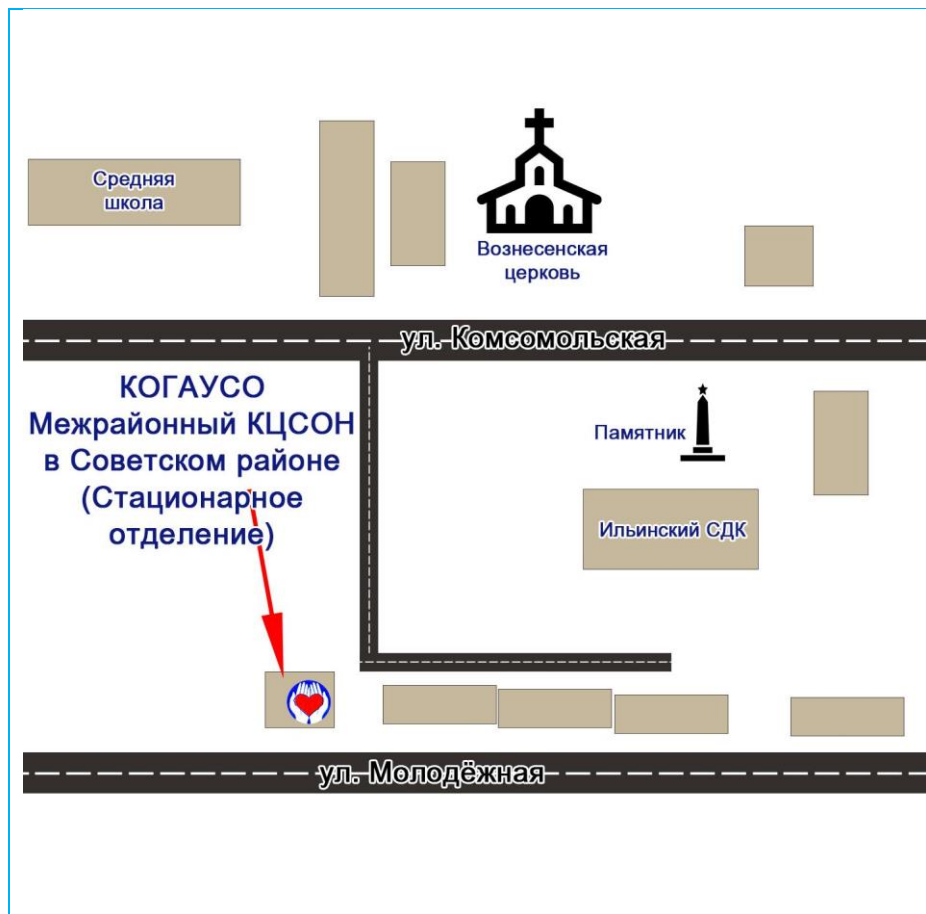 Средняя
школа
Вознесенская
церковь
ул. Комсомольская
КОГАУСО
Межрайонный КЦСОН
в Советском районе
(Стационарное
отделение)
Памятник
Ильинский СДК
ул. Молодёжная